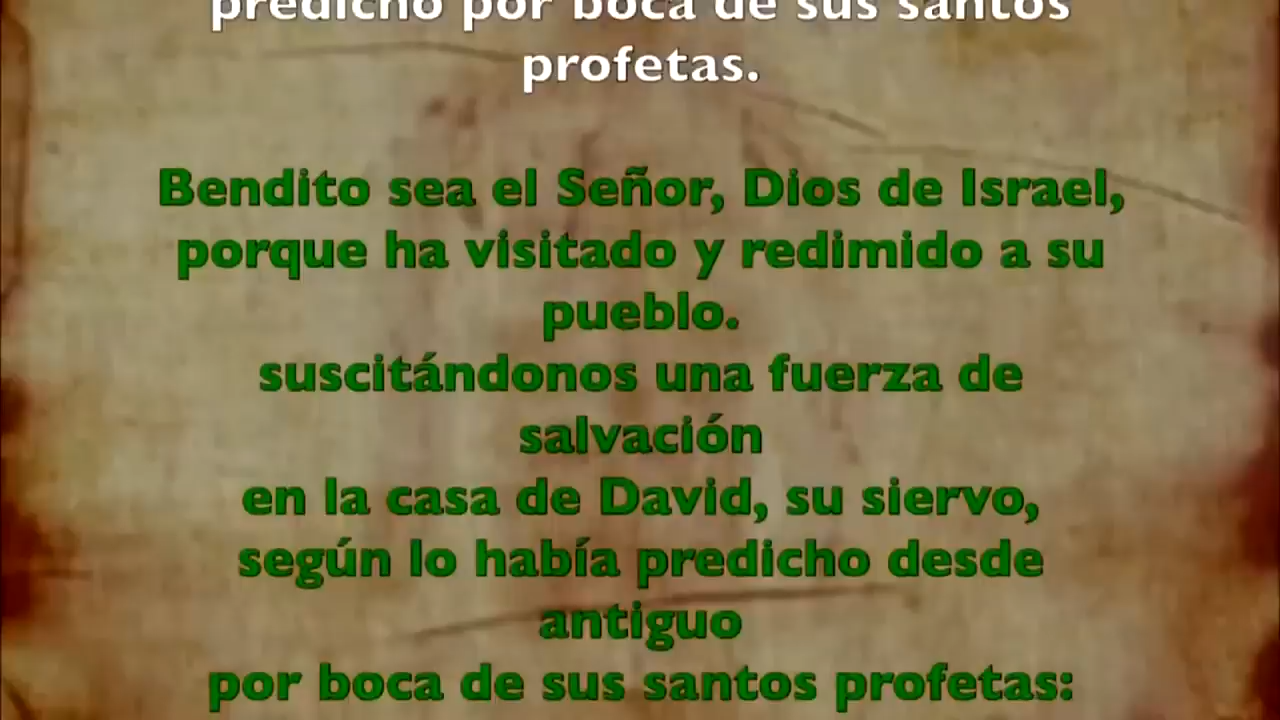 predicho por boca de sus santos
profetas.
Bendito sea el Señor, Dios de Israel,
porque ha visitado y redimido a su
pueblo.
suscitándonos una fuerza de
salvación
en la casa de David, su siervo,
según lo había predicho desde
antiguo
por boca de sus santos profetas: